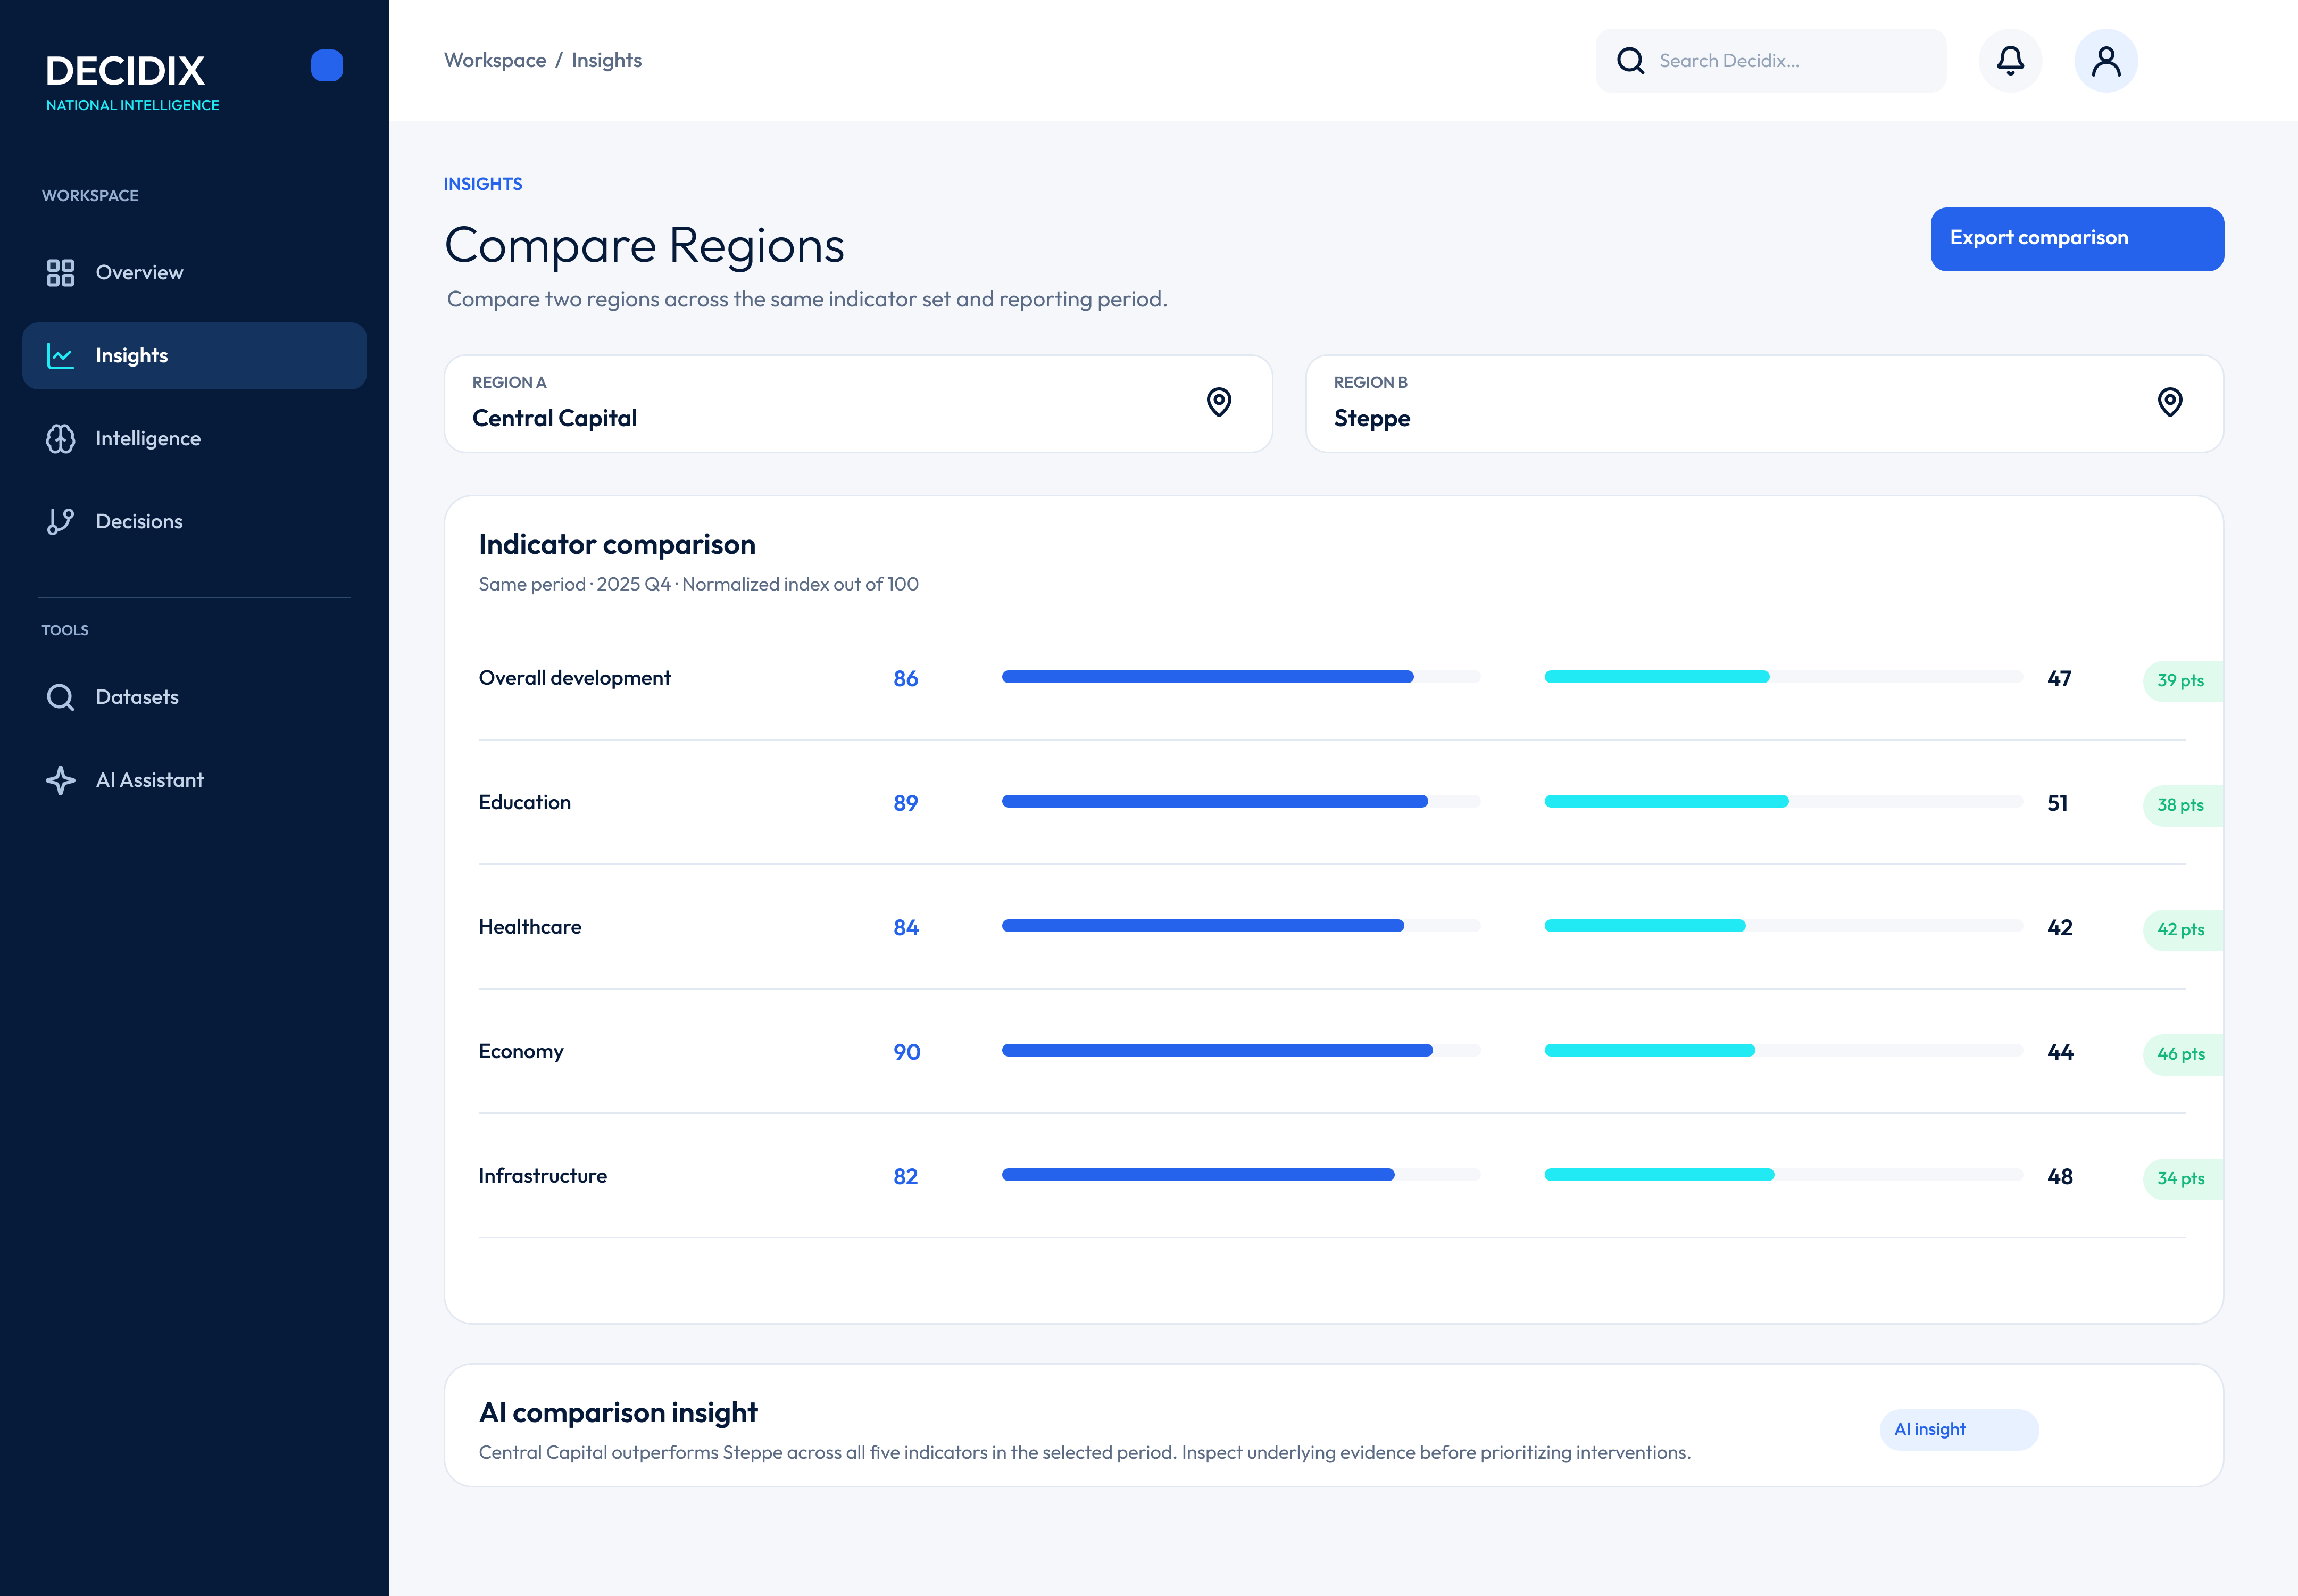 DECIDIX
NATIONAL INTELLIGENCE
WORKSPACE
Overview
Insights
Intelligence
Decisions
TOOLS
Datasets
AI Assistant
Workspace / Insights
Search Decidix...
INSIGHTS
Compare Regions
Compare two regions across the same indicator set and reporting period.
Export comparison
REGION A
Central Capital
REGION B
Steppe
Indicator comparison
Same period · 2025 Q4 · Normalized index out of 100
Overall development 86 47 39 pts
Education 89 51 38 pts
Healthcare 84 42 42 pts
Economy 90 44 46 pts
Infrastructure 82 48 34 pts
AI comparison insight
Central Capital outperforms Steppe across all five indicators in the selected period. Inspect underlying evidence before prioritizing interventions.
AI insight